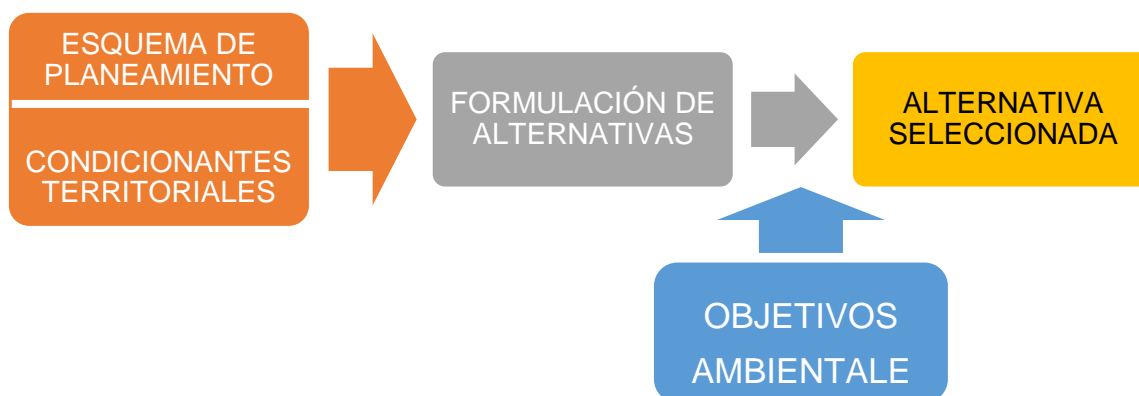 ESQUEMA DE
PLANEAMIENTO
CONDICIONANTES
TERRITORIALES
FORMULACIÓN DE
ALTERNATIVAS
ALTERNATIVA
SELECCIONADA
OBJETIVOS
AMBIENTALE